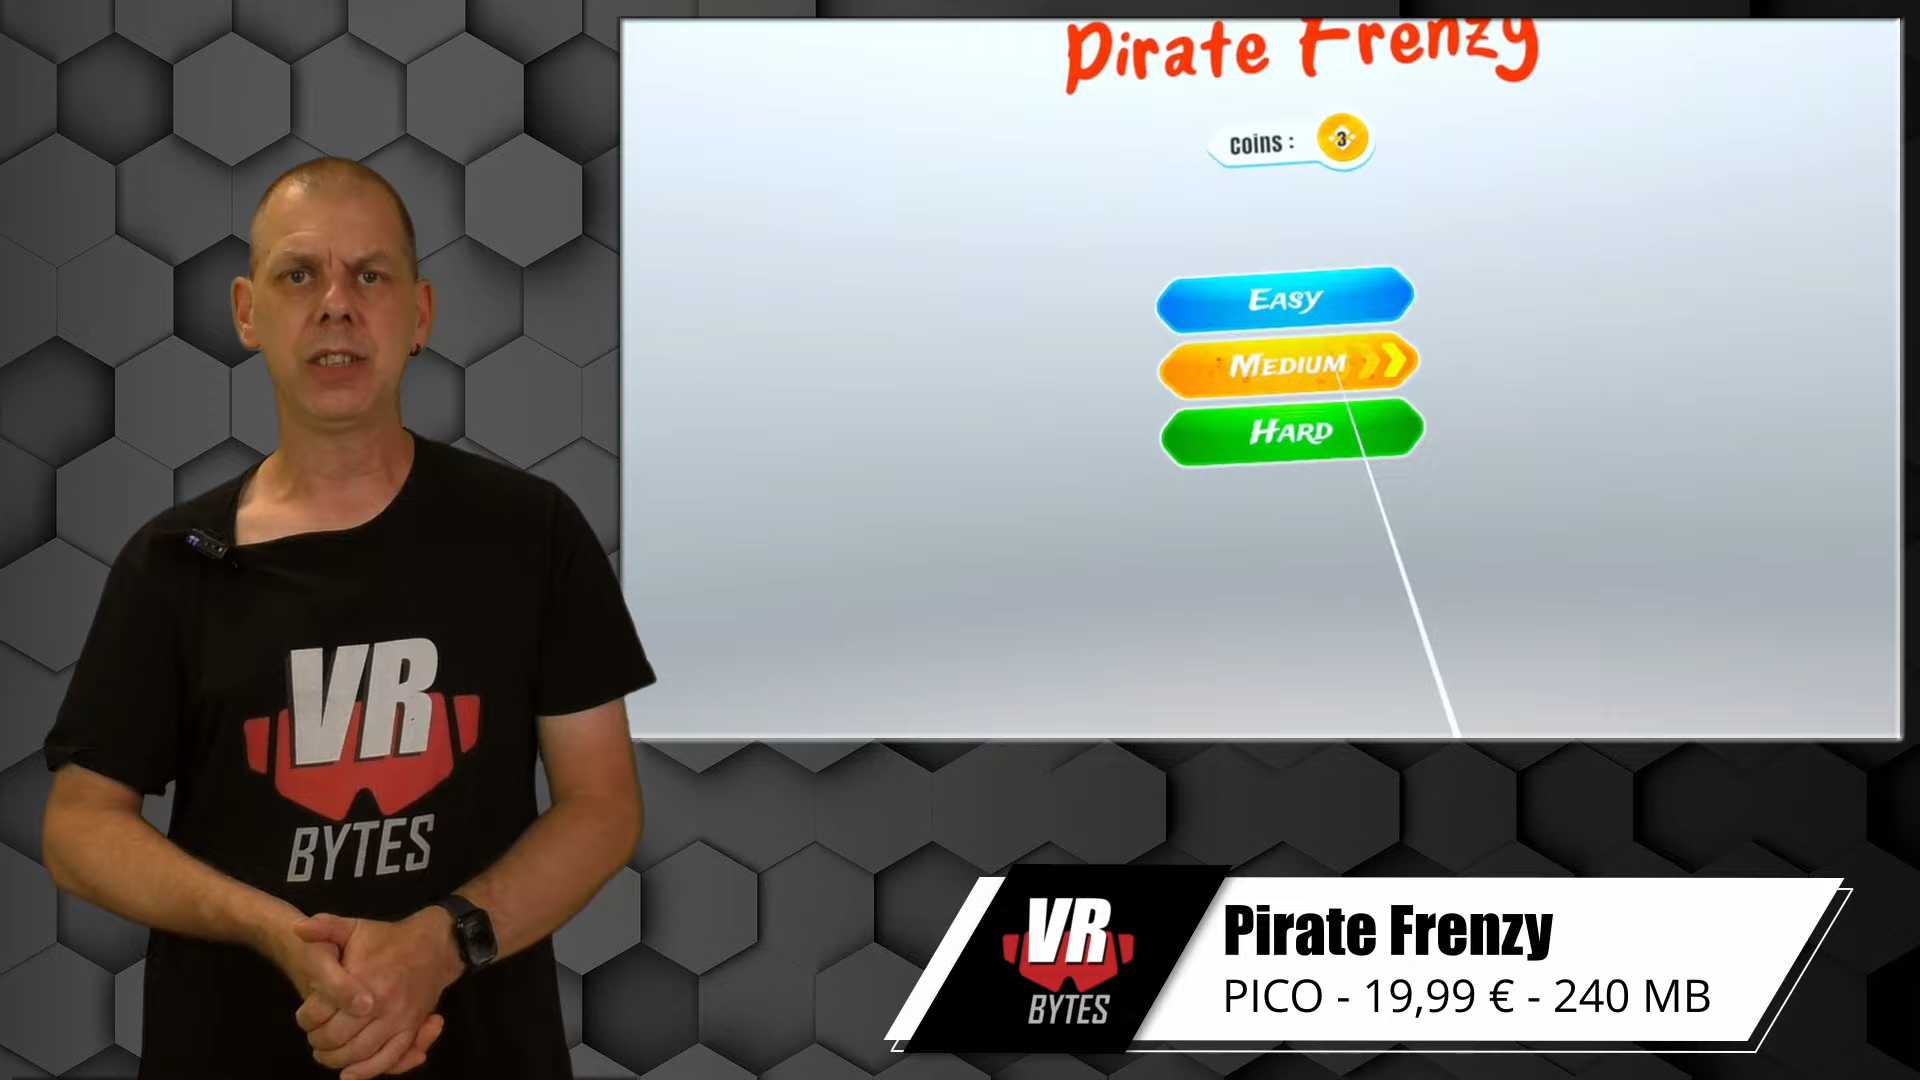 Pirate Frenzy
coins :
3
EASY
MEDIUM
HARD
VR
BYTES
VR
BYTES
Pirate Frenzy
PICO - 19,99 € - 240 MB